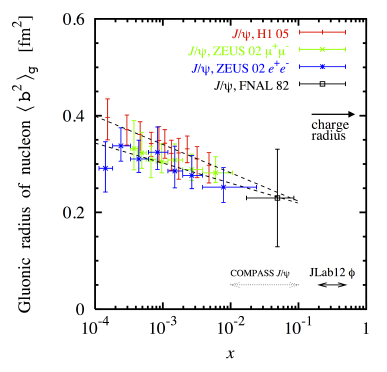 0.6
J/ψ, H1 05
J/ψ, ZEUS 02 μ⁺μ⁻
J/ψ, ZEUS 02 e⁺e⁻
J/ψ, FNAL 82
0.4
charge
radius
0.2
COMPASS J/ψ
JLab12 ϕ
0
10⁻⁴ 10⁻³ 10⁻² 10⁻¹ 1
x
Gluonic radius of nucleon ⟨ b² ⟩g [fm²]